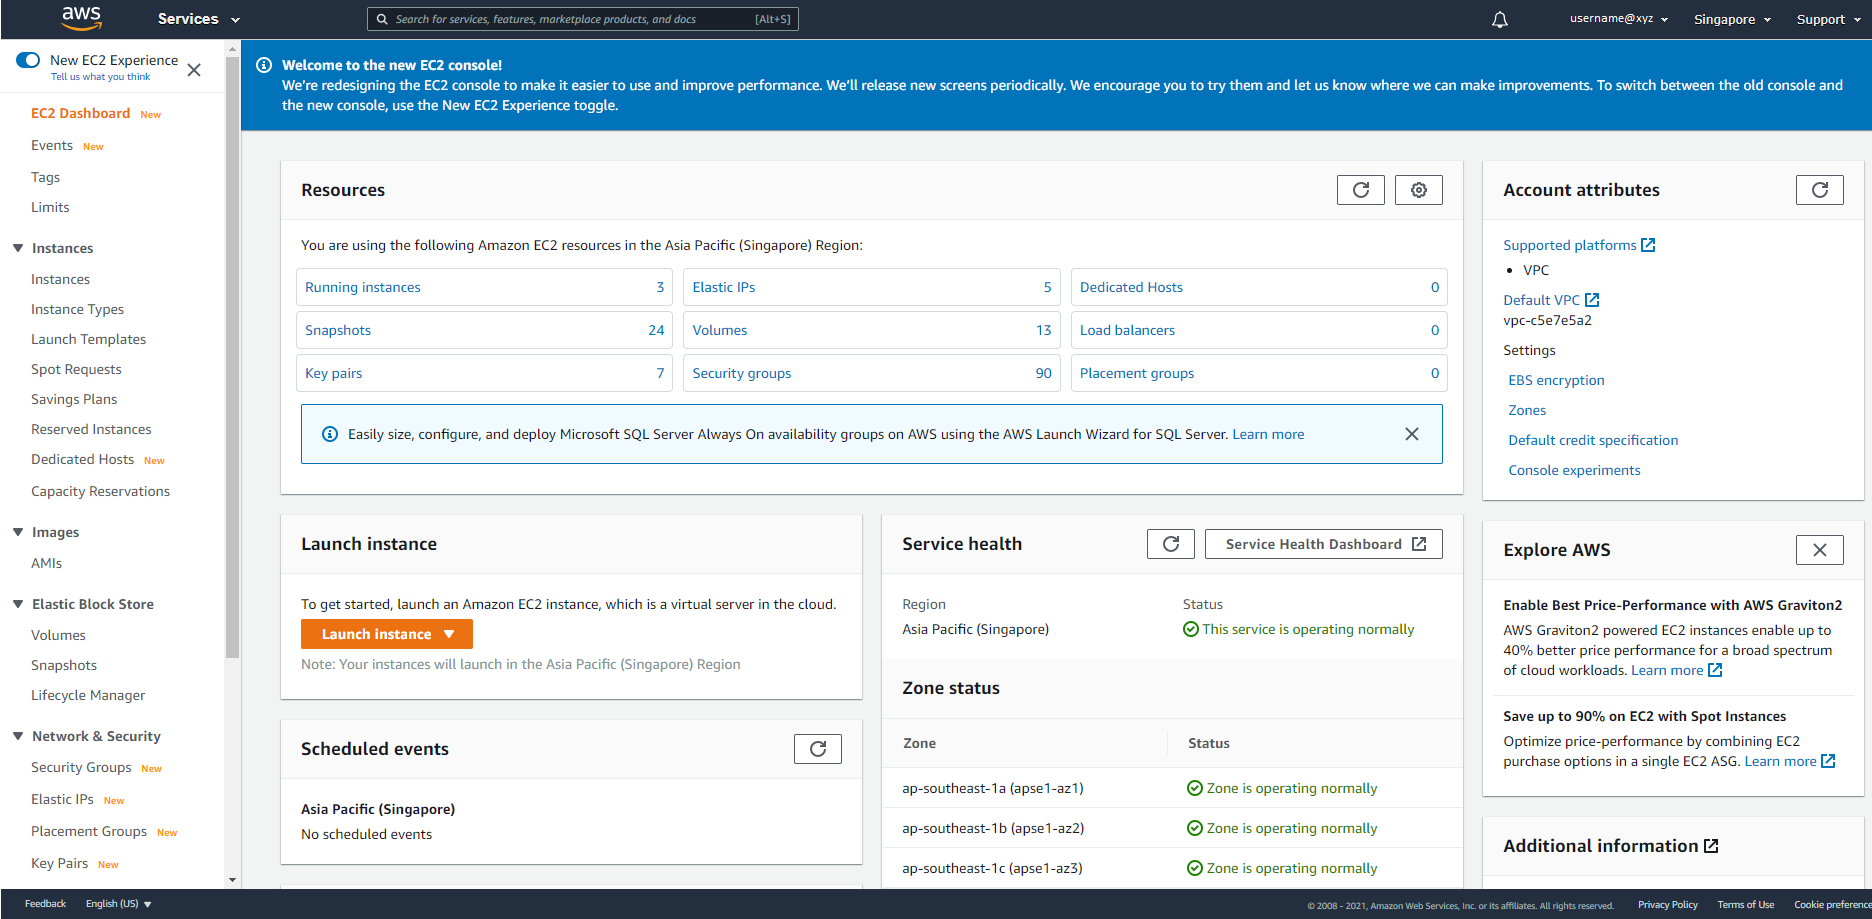 aws
Services
Search for services, features, marketplace products, and docs
[Alt+S]
username@xyz
Singapore
Support
New EC2 Experience
Tell us what you think
EC2 Dashboard New
Events New
Tags
Limits
Instances
Instances
Instance Types
Launch Templates
Spot Requests
Savings Plans
Reserved Instances
Dedicated Hosts New
Capacity Reservations
Images
AMIs
Elastic Block Store
Volumes
Snapshots
Lifecycle Manager
Network & Security
Security Groups New
Elastic IPs New
Placement Groups New
Key Pairs New
Welcome to the new EC2 console!
We're redesigning the EC2 console to make it easier to use and improve performance. We'll release new screens periodically. We encourage you to try them and let us know where we can make improvements. To switch between the old console and
the new console, use the New EC2 Experience toggle.
Resources
You are using the following Amazon EC2 resources in the Asia Pacific (Singapore) Region:
Running instances 3
Elastic IPs 5
Dedicated Hosts 0
Snapshots 24
Volumes 13
Load balancers 0
Key pairs 7
Security groups 90
Placement groups 0
Easily size, configure, and deploy Microsoft SQL Server Always On availability groups on AWS using the AWS Launch Wizard for SQL Server. Learn more
Launch instance
To get started, launch an Amazon EC2 instance, which is a virtual server in the cloud.
Launch instance
Note: Your instances will launch in the Asia Pacific (Singapore) Region
Scheduled events
Asia Pacific (Singapore)
No scheduled events
Service health
Service Health Dashboard
Region
Status
Asia Pacific (Singapore)
This service is operating normally
Zone status
Zone
Status
ap-southeast-1a (apse1-az1)
Zone is operating normally
ap-southeast-1b (apse1-az2)
Zone is operating normally
ap-southeast-1c (apse1-az3)
Zone is operating normally
Account attributes
Supported platforms
• VPC
Default VPC
vpc-c5e7e5a2
Settings
EBS encryption
Zones
Default credit specification
Console experiments
Explore AWS
Enable Best Price-Performance with AWS Graviton2
AWS Graviton2 powered EC2 instances enable up to
40% better price performance for a broad spectrum
of cloud workloads. Learn more
Save up to 90% on EC2 with Spot Instances
Optimize price-performance by combining EC2
purchase options in a single EC2 ASG. Learn more
Additional information
Feedback
English (US)
© 2008 - 2021, Amazon Web Services, Inc. or its affiliates. All rights reserved.
Privacy Policy
Terms of Use
Cookie preference